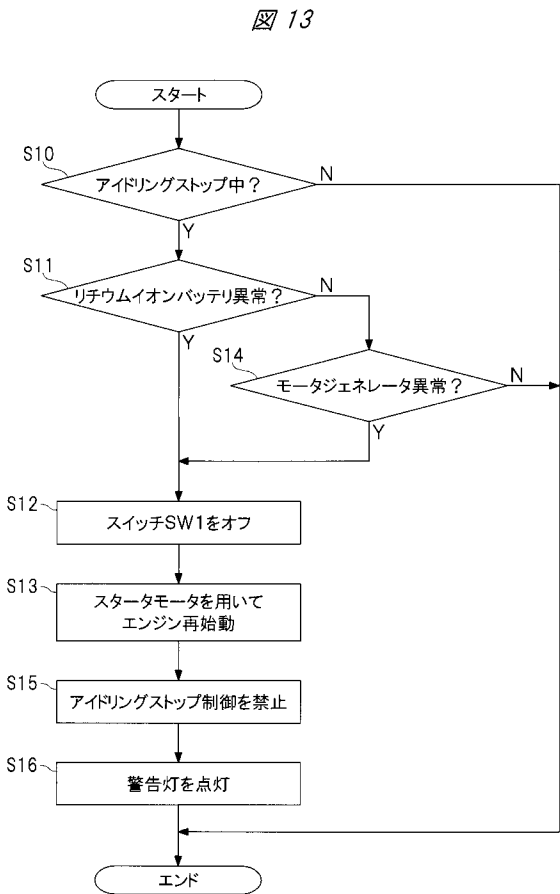 図 13
スタート
S10
アイドリングストップ中？
N
Y
S11
リチウムイオンバッテリ異常？
N
Y
S14
モータジェネレータ異常？
N
Y
S12
スイッチSW1をオフ
S13
スタータモータを用いて
エンジン再始動
S15
アイドリングストップ制御を禁止
S16
警告灯を点灯
エンド